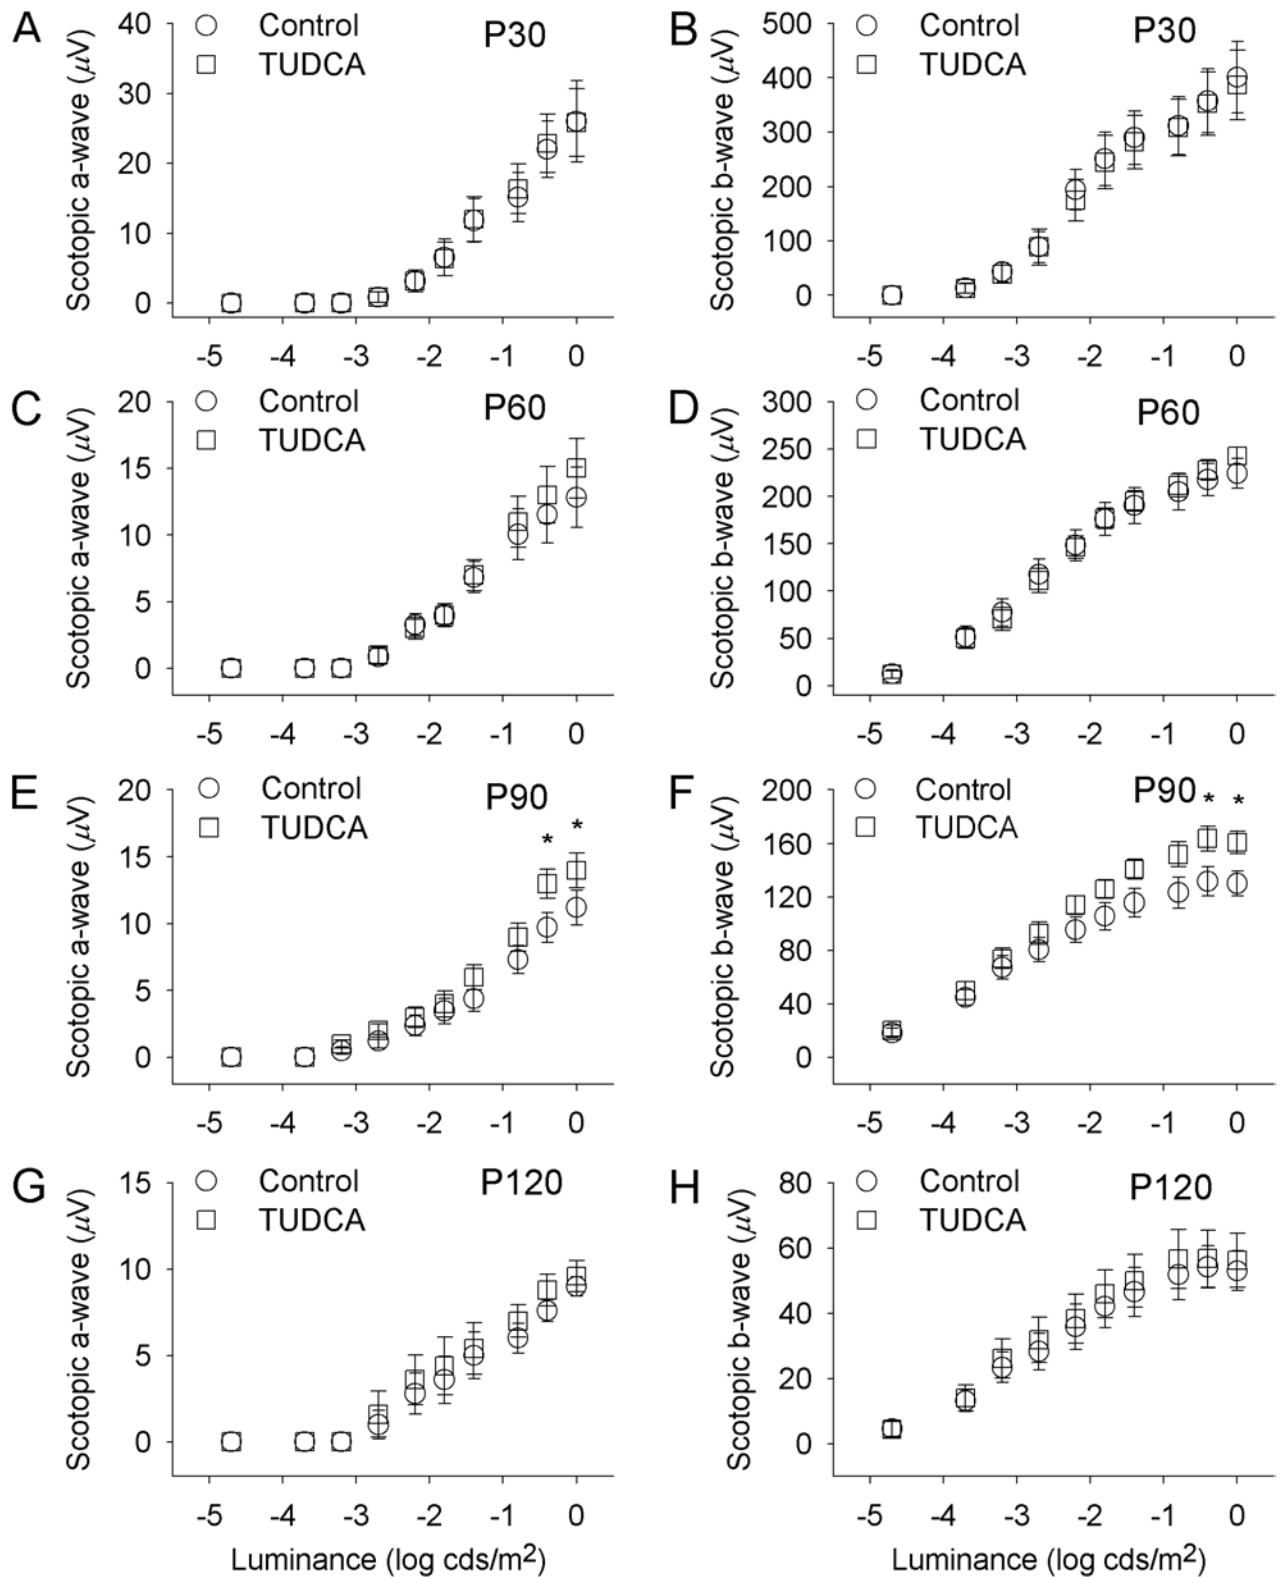 A
Control
TUDCA
P30
Scotopic a-wave (μV)
40
30
20
10
0
-5 -4 -3 -2 -1 0
B
Control
TUDCA
P30
Scotopic b-wave (μV)
500
400
300
200
100
0
-5 -4 -3 -2 -1 0
C
Control
TUDCA
P60
Scotopic a-wave (μV)
20
15
10
5
0
-5 -4 -3 -2 -1 0
D
Control
TUDCA
P60
Scotopic b-wave (μV)
300
250
200
150
100
50
0
-5 -4 -3 -2 -1 0
E
Control
TUDCA
P90
* *
Scotopic a-wave (μV)
20
15
10
5
0
-5 -4 -3 -2 -1 0
F
Control
TUDCA
P90 * *
Scotopic b-wave (μV)
200
160
120
80
40
0
-5 -4 -3 -2 -1 0
G
Control
TUDCA
P120
Scotopic a-wave (μV)
15
10
5
0
-5 -4 -3 -2 -1 0
Luminance (log cds/m²)
H
Control
TUDCA
P120
Scotopic b-wave (μV)
80
60
40
20
0
-5 -4 -3 -2 -1 0
Luminance (log cds/m²)